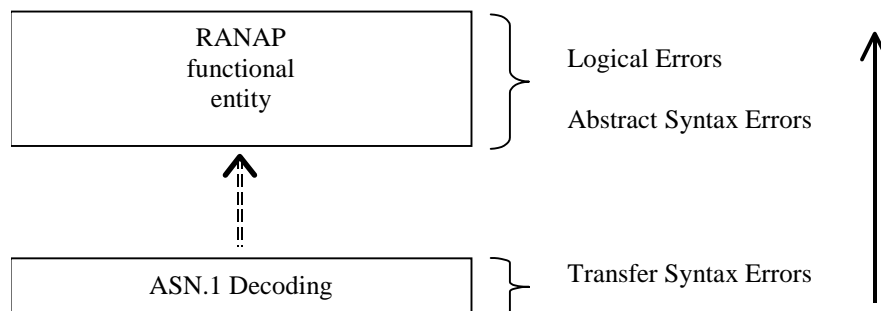 RANAP
functional
entity
Logical Errors
Abstract Syntax Errors
ASN.1 Decoding
Transfer Syntax Errors